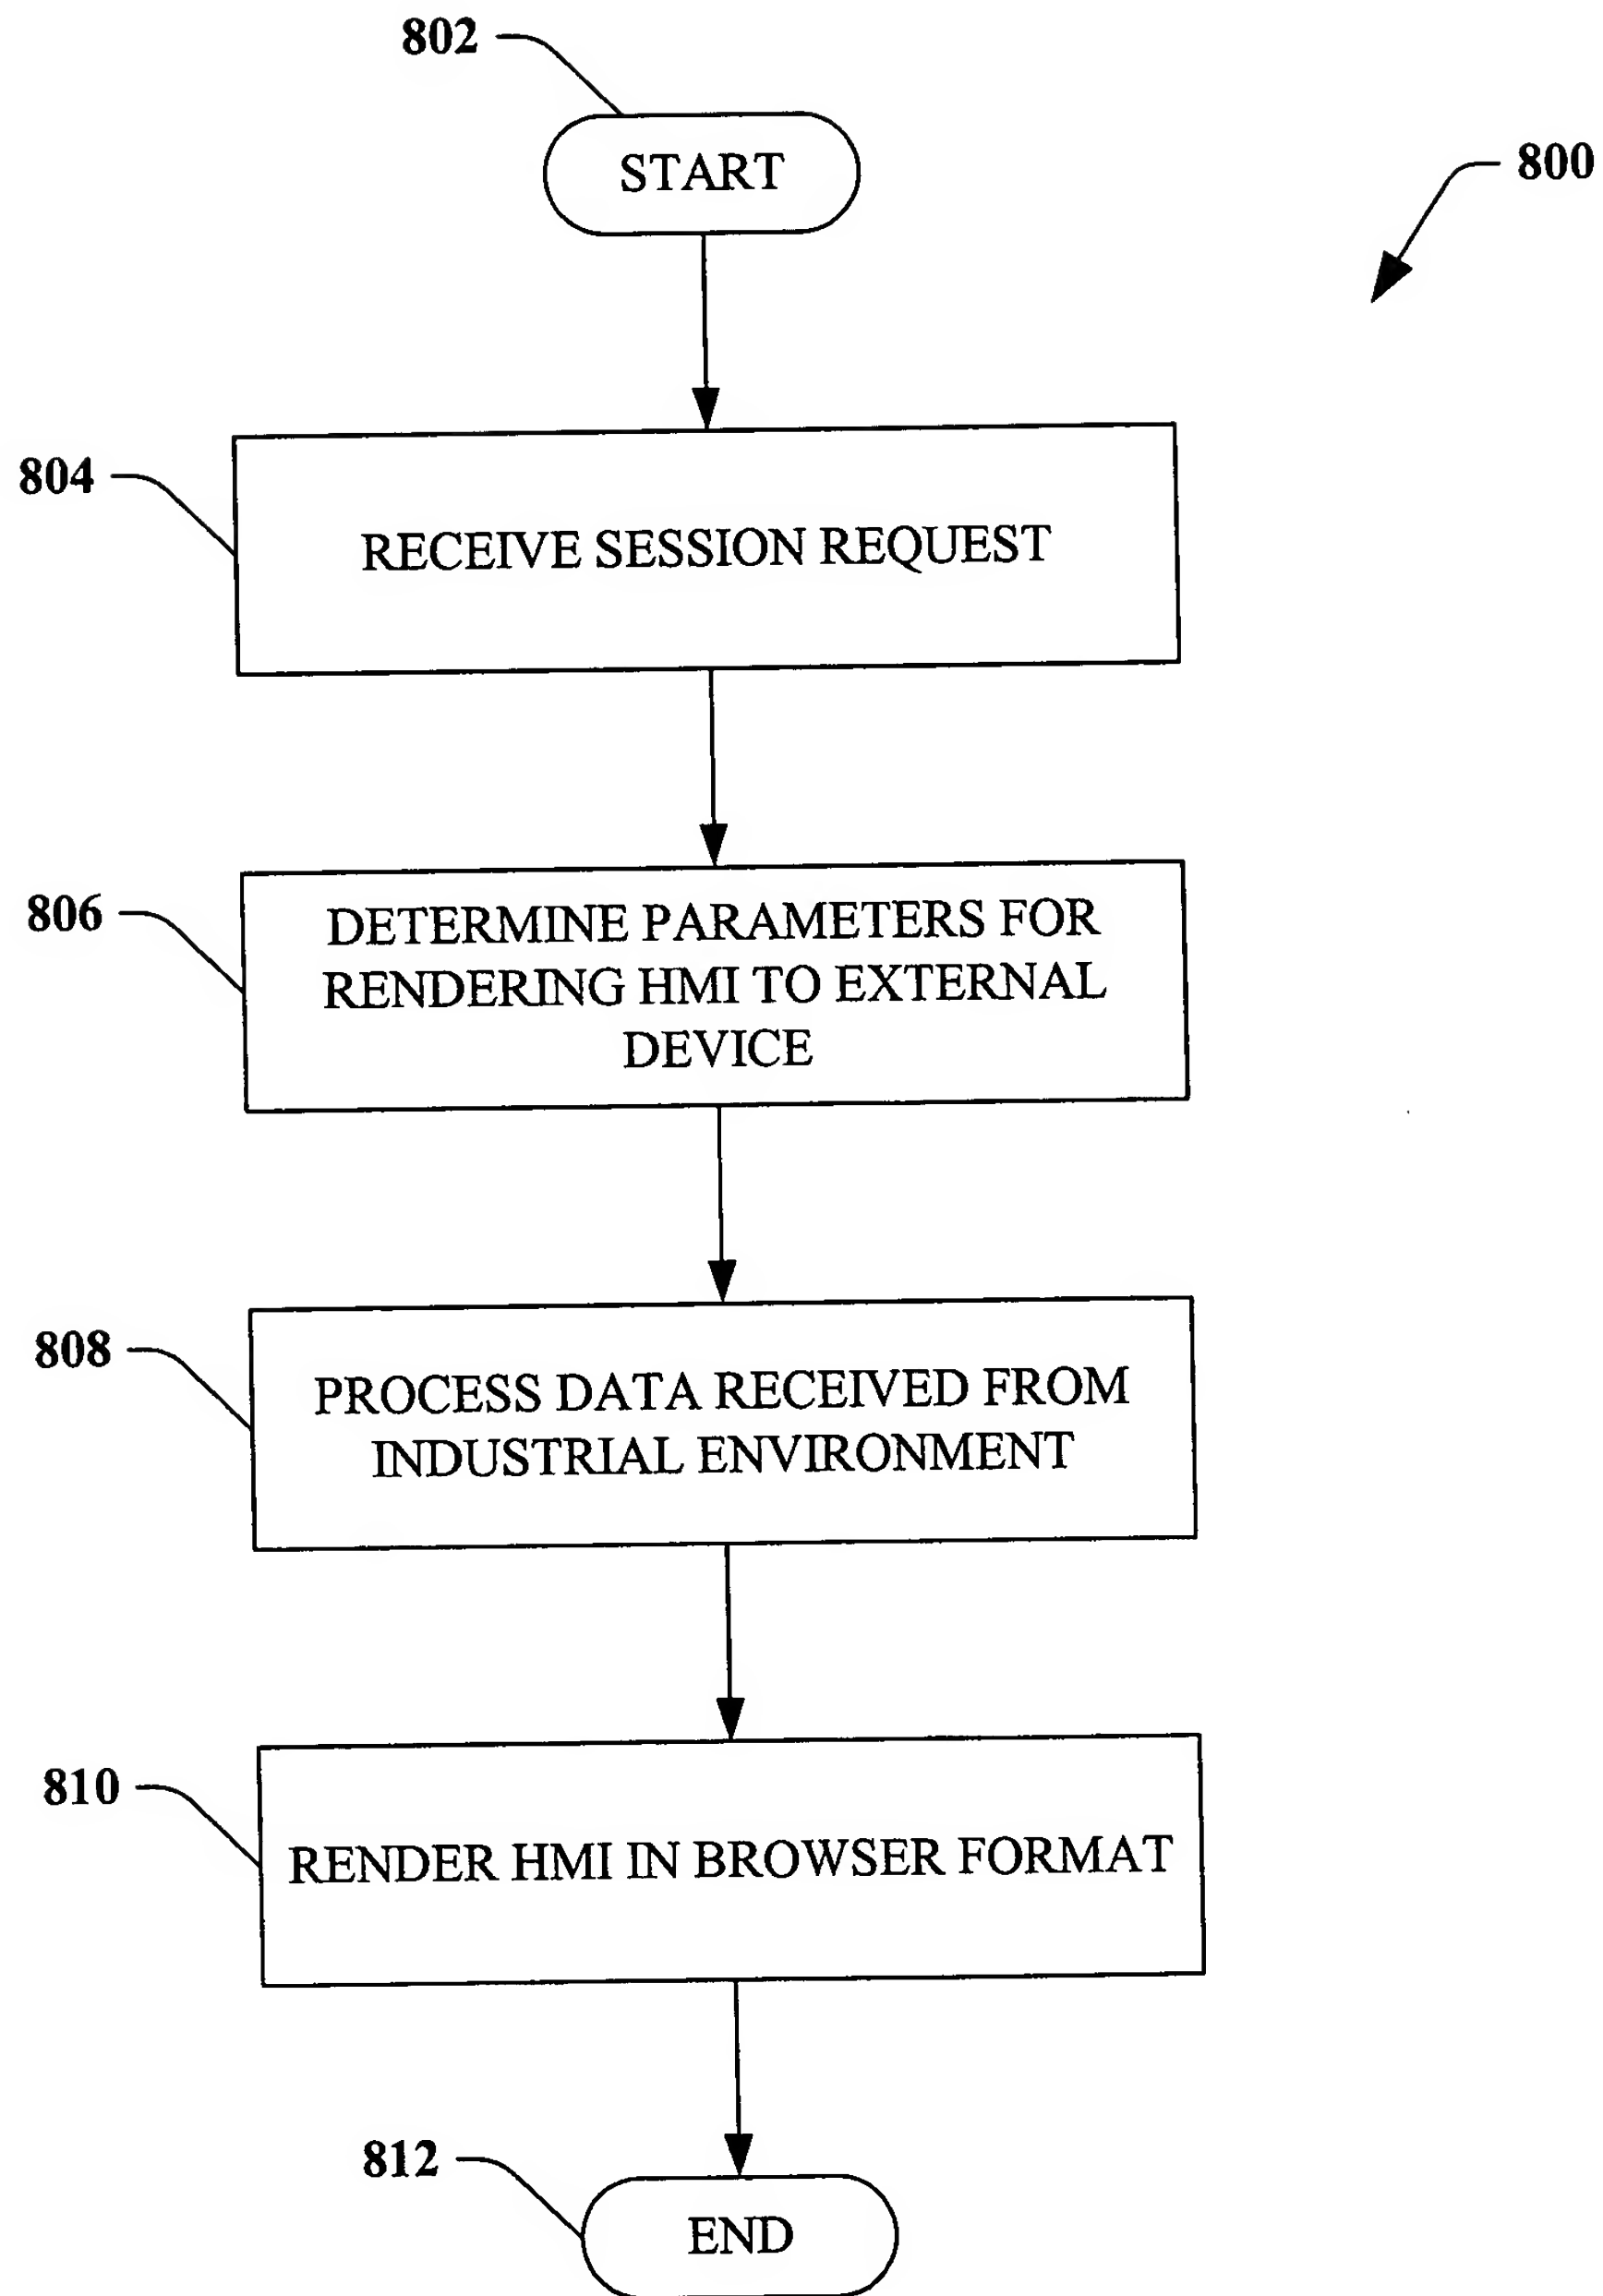 802
START
800
804
RECEIVE SESSION REQUEST
806
DETERMINE PARAMETERS FOR
RENDERING HMI TO EXTERNAL
DEVICE
808
PROCESS DATA RECEIVED FROM
INDUSTRIAL ENVIRONMENT
810
RENDER HMI IN BROWSER FORMAT
812
END